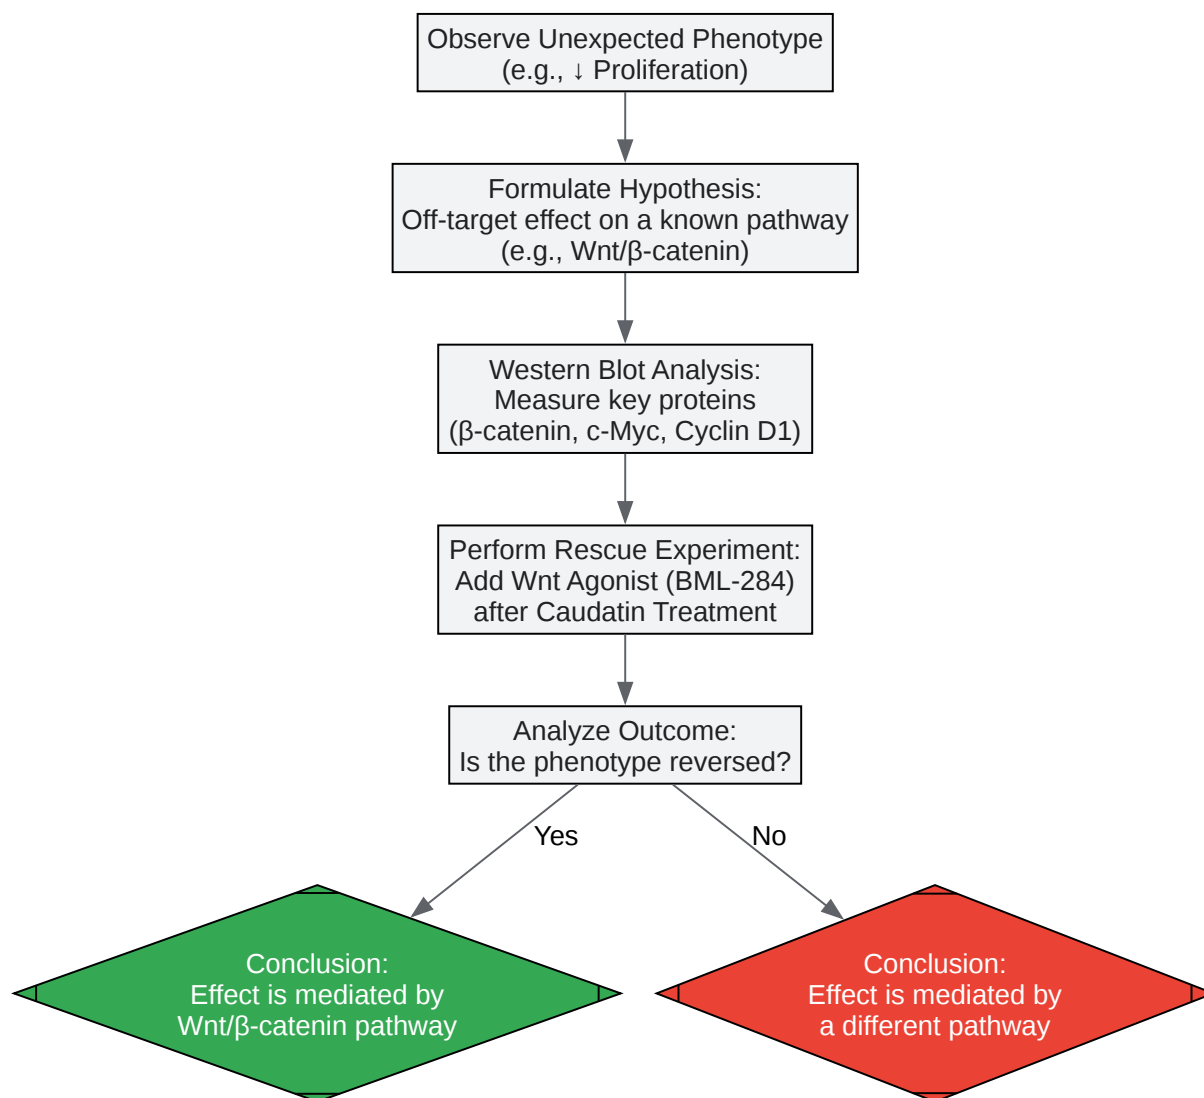 Observe Unexpected Phenotype
(e.g., ↓ Proliferation)
Formulate Hypothesis:
Off-target effect on a known pathway
(e.g., Wnt/β-catenin)
Western Blot Analysis:
Measure key proteins
(β-catenin, c-Myc, Cyclin D1)
Perform Rescue Experiment:
Add Wnt Agonist (BML-284)
after Caudatin Treatment
Analyze Outcome:
Is the phenotype reversed?
Yes
No
Conclusion:
Effect is mediated by
Wnt/β-catenin pathway
Conclusion:
Effect is mediated by
a different pathway